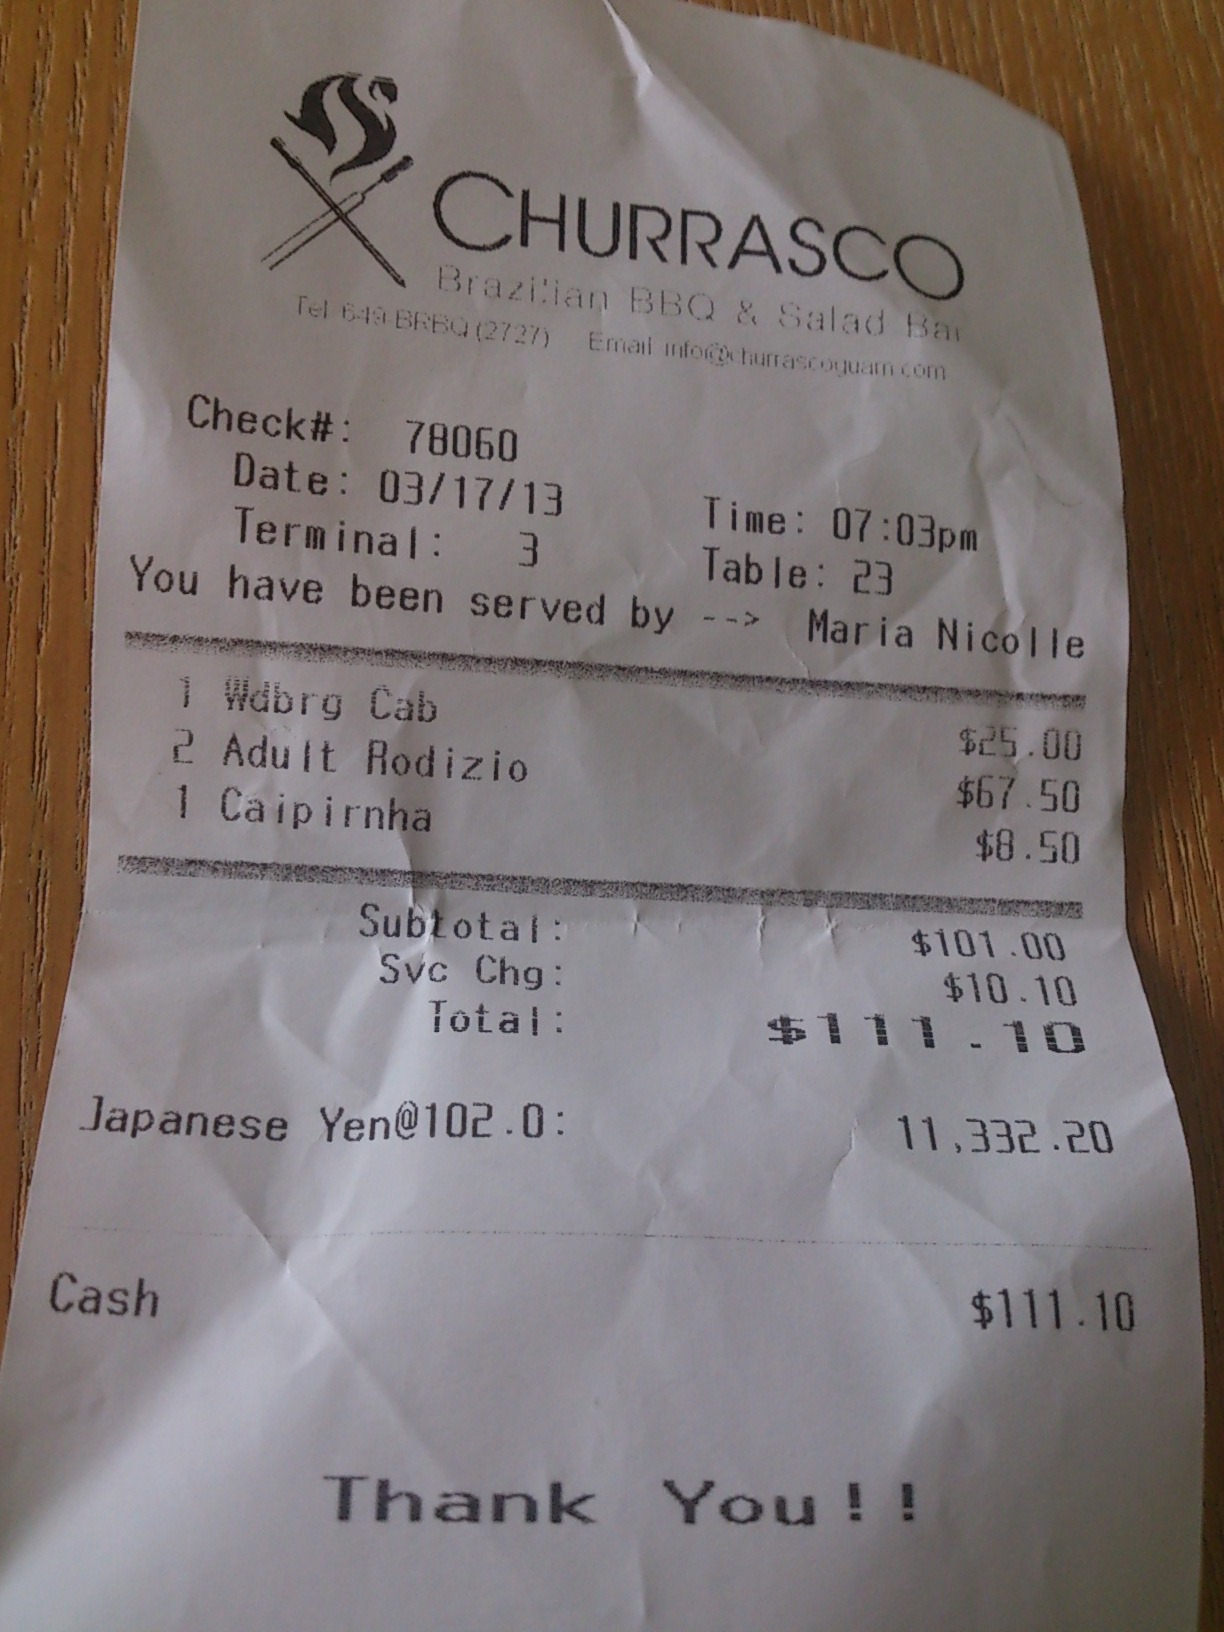 CHURRASCO
Brazilian BBQ & Salad Bar
Tel 649-BRBQ (2727) Email info@churrascoguam.com
Check#: 78060
Date: 03/17/13 Time: 07:03pm
Terminal: 3 Table: 23
You have been served by --> Maria Nicolle
1 Wdbrg Cab $25.00
2 Adult Rodizio $67.50
1 Caipirnha $8.50
Subtotal: $101.00
Svc Chg: $10.10
Total: $111.10
Japanese Yen@102.0: 11,332.20
Cash $111.10
Thank You!!